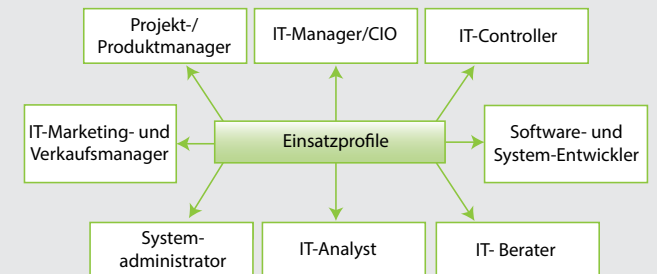 Projekt-/
Produktmanager
IT-Manager/CIO
IT-Controller
IT-Marketing- und
Verkaufsmanager
Einsatzprofile
Software- und
System-Entwickler
System-
administrator
IT-Analyst
IT- Berater